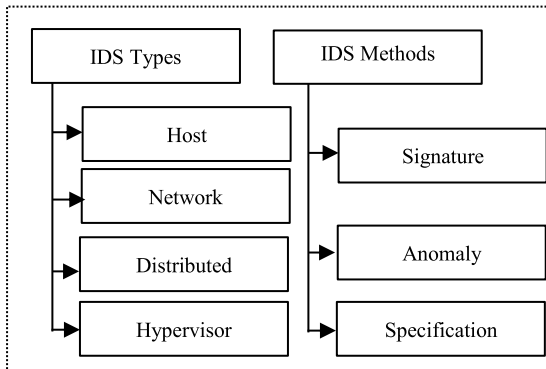 IDS Types
Host
Network
Distributed
Hypervisor
IDS Methods
Signature
Anomaly
Specification